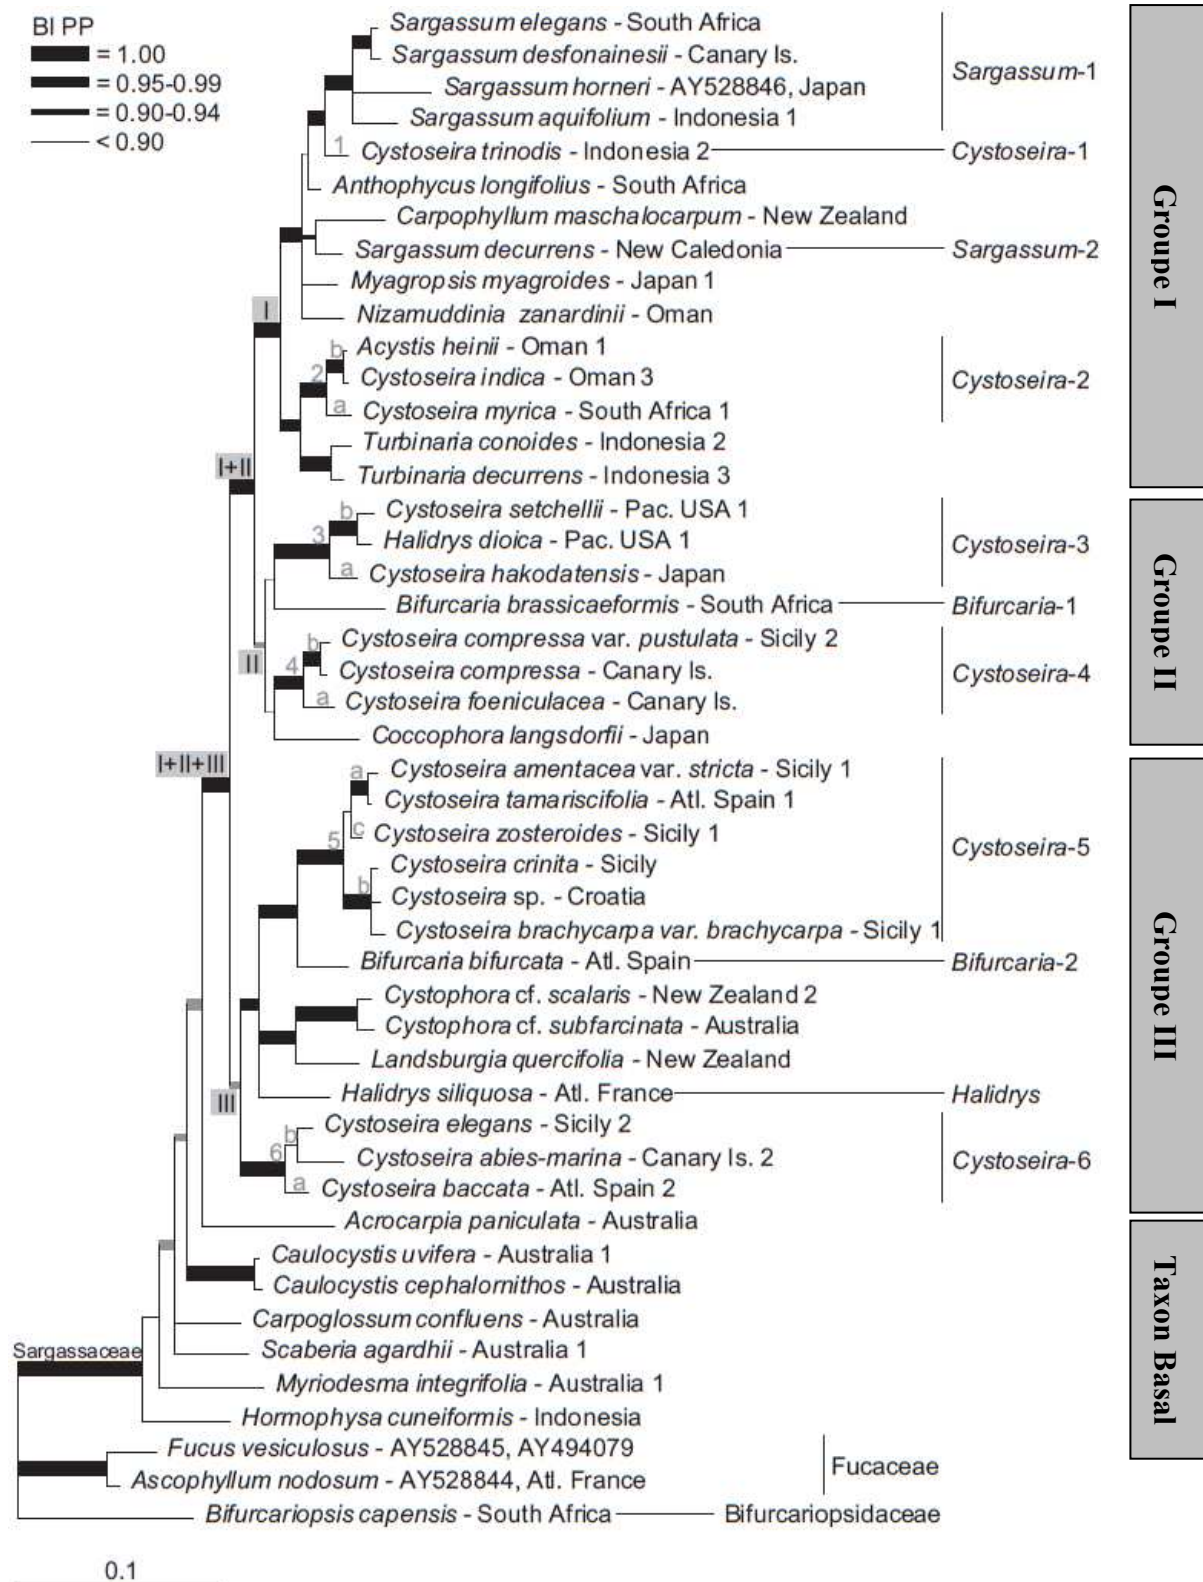 BI PP
= 1.00
= 0.95-0.99
= 0.90-0.94
< 0.90
Sargassum elegans - South Africa
Sargassum desfonainesii - Canary Is.
Sargassum horneri - AY528846, Japan
Sargassum aquifolium - Indonesia 1
Sargassum-1
1
Cystoseira trinodis - Indonesia 2
Cystoseira-1
Anthophycus longifolius - South Africa
Carpophyllum maschalocarpum - New Zealand
Sargassum decurrens - New Caledonia
Sargassum-2
Myagropsis myagroides - Japan 1
Nizamuddinia zanardinii - Oman
I
b
Acystis heinii - Oman 1
2
Cystoseira indica - Oman 3
Cystoseira-2
a
Cystoseira myrica - South Africa 1
Turbinaria conoides - Indonesia 2
Turbinaria decurrens - Indonesia 3
Groupe I
I+II
b
Cystoseira setchellii - Pac. USA 1
3
Halidrys dioica - Pac. USA 1
Cystoseira-3
a
Cystoseira hakodatensis - Japan
Bifurcaria brassicaeformis - South Africa
Bifurcaria-1
II
b
Cystoseira compressa var. pustulata - Sicily 2
4
Cystoseira compressa - Canary Is.
Cystoseira-4
a
Cystoseira foeniculacea - Canary Is.
Coccophora langsdorfii - Japan
Groupe II
I+II+III
a
Cystoseira amentacea var. stricta - Sicily 1
Cystoseira tamariscifolia - Atl. Spain 1
c
Cystoseira zosteroides - Sicily 1
5
Cystoseira-5
Cystoseira crinita - Sicily
b
Cystoseira sp. - Croatia
Cystoseira brachycarpa var. brachycarpa - Sicily 1
Bifurcaria bifurcata - Atl. Spain
Bifurcaria-2
Cystophora cf. scalaris - New Zealand 2
Cystophora cf. subfarcinata - Australia
Landsburgia quercifolia - New Zealand
Halidrys siliquosa - Atl. France
Halidrys
III
b
Cystoseira elegans - Sicily 2
6
Cystoseira abies-marina - Canary Is. 2
Cystoseira-6
a
Cystoseira baccata - Atl. Spain 2
Groupe III
Acrocarpia paniculata - Australia
Caulocystis uvifera - Australia 1
Caulocystis cephalornithos - Australia
Carpoglossum confluens - Australia
Scaberia agardhii - Australia 1
Sargassaceae
Myriodesma integrifolia - Australia 1
Hormophysa cuneiformis - Indonesia
Taxon Basal
Fucus vesiculosus - AY528845, AY494079
Ascophyllum nodosum - AY528844, Atl. France
Fucaceae
Bifurcariopsis capensis - South Africa
Bifurcariopsidaceae
0.1